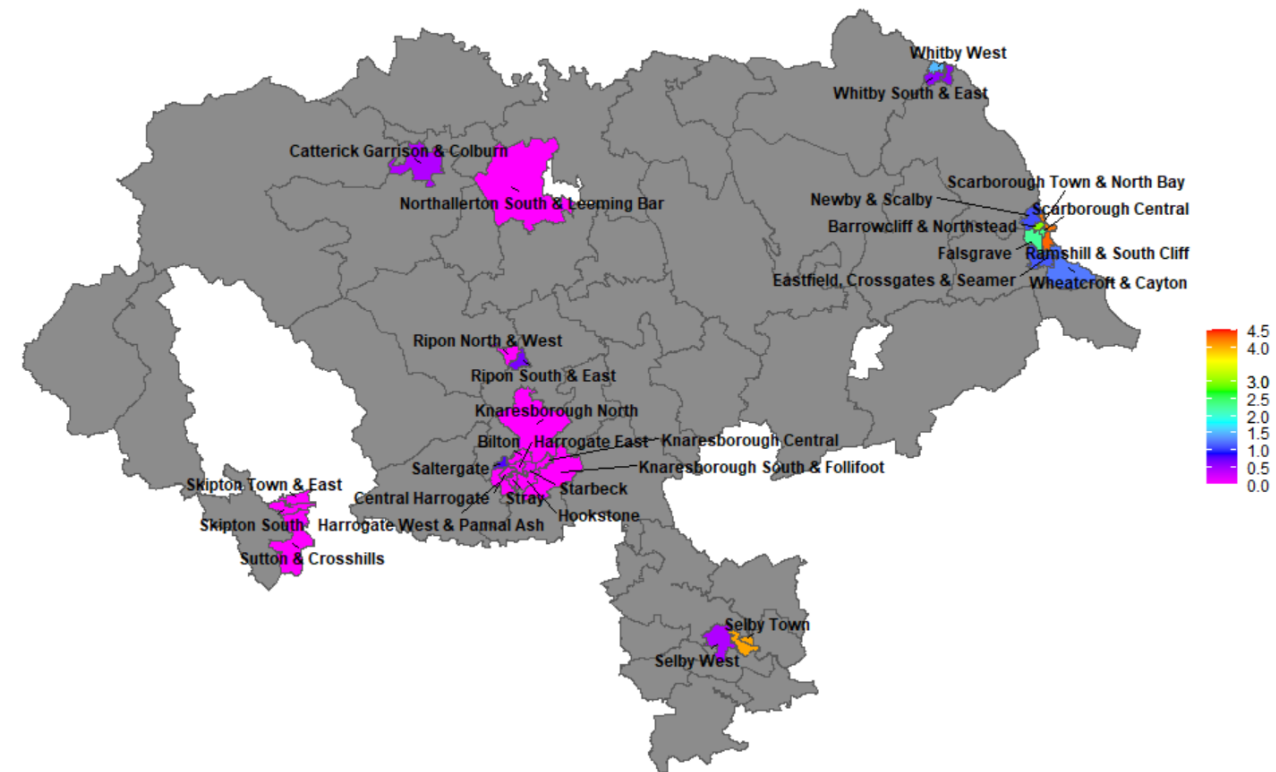 Whitby West
Whitby South & East
Catterick Garrison & Colburn
Scarborough Town & North Bay
Newby & Scalby
Northallerton South & Leeming Bar
Scarborough Central
Barrowcliff & Northstead
Falsgrave
Ramshill & South Cliff
Eastfield, Crossgates & Seamer
Wheatcroft & Cayton
Ripon North & West
Ripon South & East
Knaresborough North
Bilton
Harrogate East
Knaresborough Central
Saltergate
Knaresborough South & Follifoot
Skipton Town & East
Starbeck
Central Harrogate
Stray
Hookstone
Skipton South
Harrogate West & Pannal Ash
Sutton & Crosshills
Selby Town
Selby West
4.5
4.0
3.0
2.5
2.0
1.5
1.0
0.5
0.0